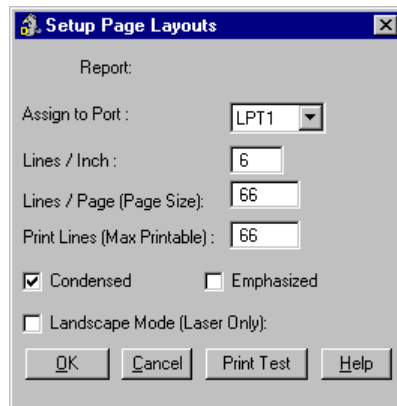 Setup Page Layouts
Report:
Assign to Port :
LPT1
Lines / Inch :
6
Lines / Page (Page Size):
66
Print Lines (Max Printable) :
66
Condensed
Emphasized
Landscape Mode (Laser Only):
OK
Cancel
Print Test
Help